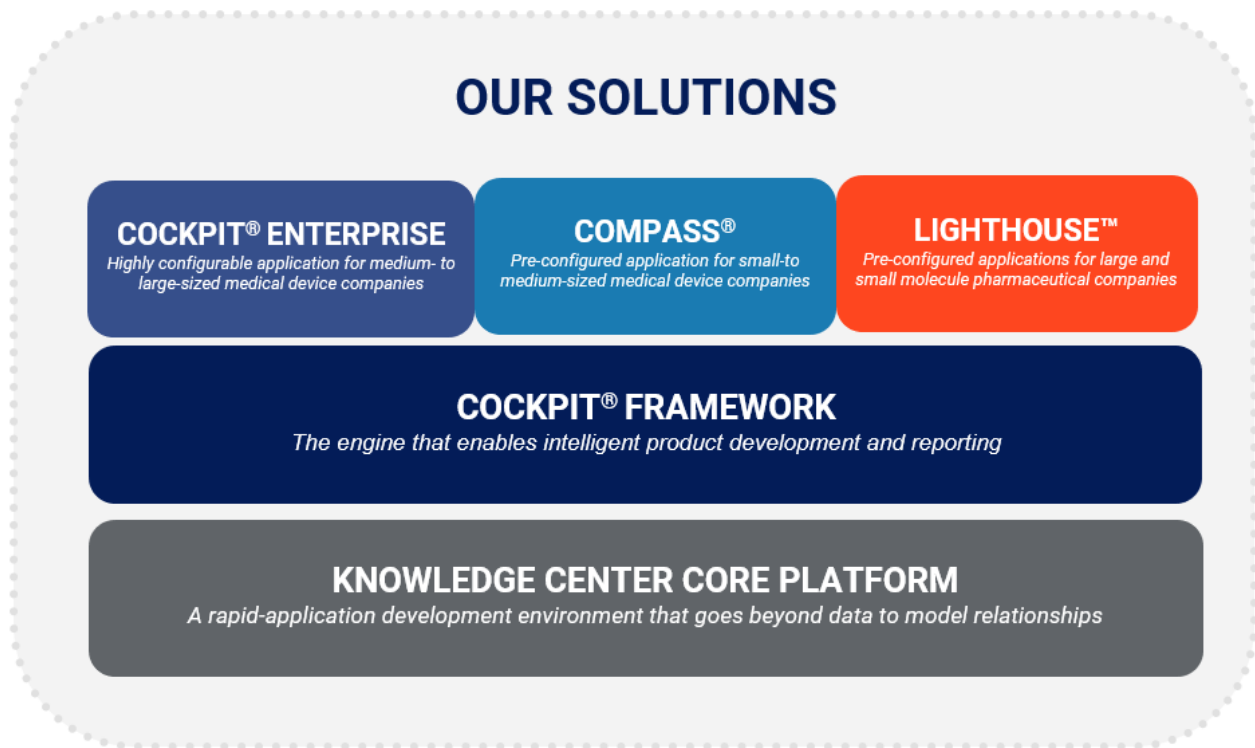 OUR SOLUTIONS
COCKPIT® ENTERPRISE
Highly configurable application for medium- to
large-sized medical device companies
COMPASS®
Pre-configured application for small-to
medium-sized medical device companies
LIGHTHOUSE™
Pre-configured applications for large and
small molecule pharmaceutical companies
COCKPIT® FRAMEWORK
The engine that enables intelligent product development and reporting
KNOWLEDGE CENTER CORE PLATFORM
A rapid-application development environment that goes beyond data to model relationships